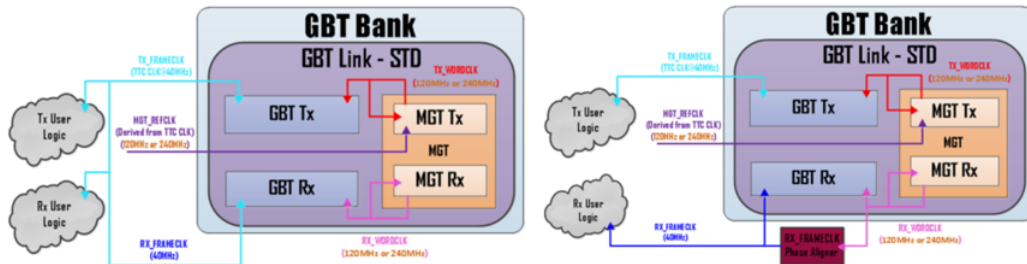 GBT Bank
GBT Link - STD
TX_FRAMECLK
(TTC CLK@40MHz)
TX_WORDCLK
(120MHz or 240MHz)
Tx User
Logic
GBT Tx
MGT Tx
MGT_REFCLK
(Derived from TTC CLK)
(120MHz or 240MHz)
MGT
Rx User
Logic
GBT Rx
MGT Rx
RX_FRAMECLK
(40MHz)
RX_WORDCLK
(120MHz or 240MHz)
GBT Bank
GBT Link - STD
TX_FRAMECLK
(TTC CLK@40MHz)
TX_WORDCLK
(120MHz or 240MHz)
Tx User
Logic
GBT Tx
MGT Tx
MGT_REFCLK
(Derived from TTC CLK)
(120MHz or 240MHz)
MGT
Rx User
Logic
GBT Rx
MGT Rx
RX_FRAMECLK
(40MHz)
RX_FRAMECLK
Phase Aligner
RX_WORDCLK
(120MHz or 240MHz)